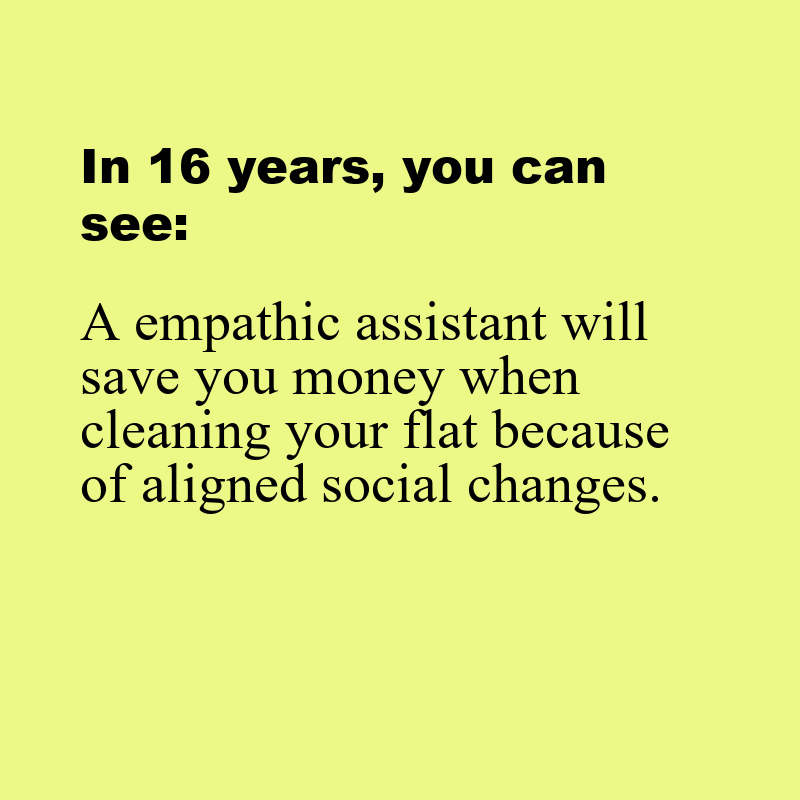 In 16 years, you can
see:
A empathic assistant will
save you money when
cleaning your flat because
of aligned social changes.